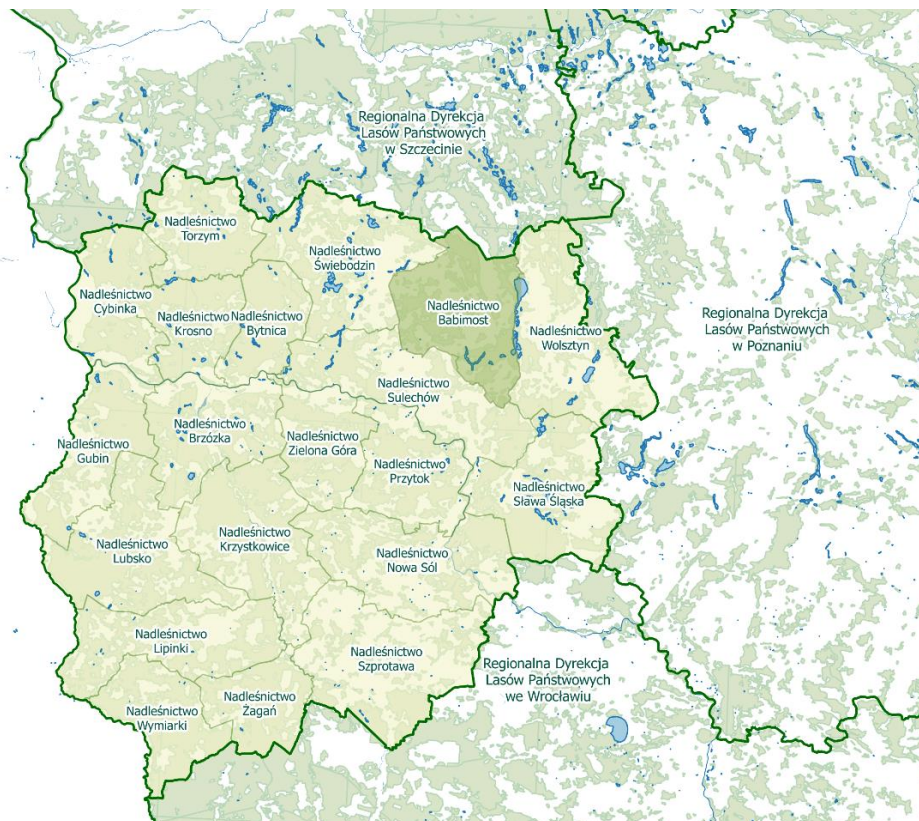 Regionalna Dyrekcja
Lasów Państwowych
w Szczecinie
Nadleśnictwo
Torzym
Nadleśnictwo
Świebodzin
Nadleśnictwo
Cybinka
Nadleśnictwo
Krosno
Nadleśnictwo
Bytnica
Nadleśnictwo
Babimost
Nadleśnictwo
Wolsztyn
Regionalna Dyrekcja
Lasów Państwowych
w Poznaniu
Nadleśnictwo
Sulechów
Nadleśnictwo
Gubin
Nadleśnictwo
Brzózka
Nadleśnictwo
Zielona Góra
Nadleśnictwo
Przytok
Nadleśnictwo
Sława Śląska
Nadleśnictwo
Lubsko
Nadleśnictwo
Krzystkowice
Nadleśnictwo
Nowa Sól
Nadleśnictwo
Lipinki
Nadleśnictwo
Szprotawa
Regionalna Dyrekcja
Lasów Państwowych
we Wrocławiu
Nadleśnictwo
Wymiarki
Nadleśnictwo
Żagań